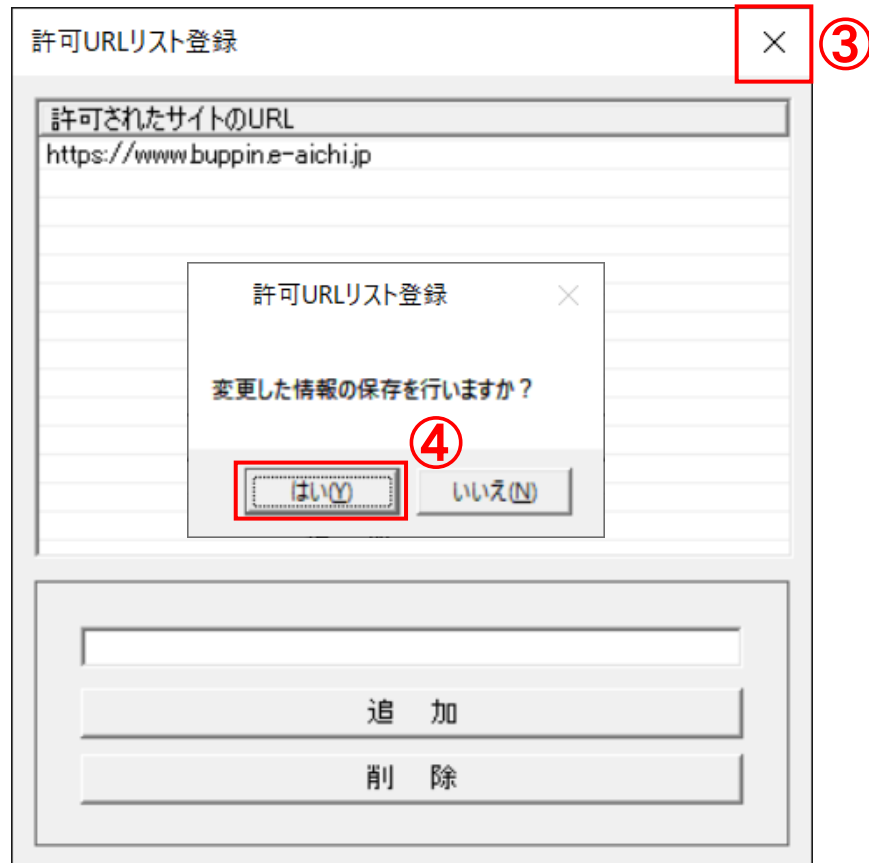 許可URLリスト登録
③
許可されたサイトのURL
https://www.buppin.e-aichi.jp
許可URLリスト登録
変更した情報の保存を行いますか？
④
はい(Y)
いいえ(N)
追 加
削 除